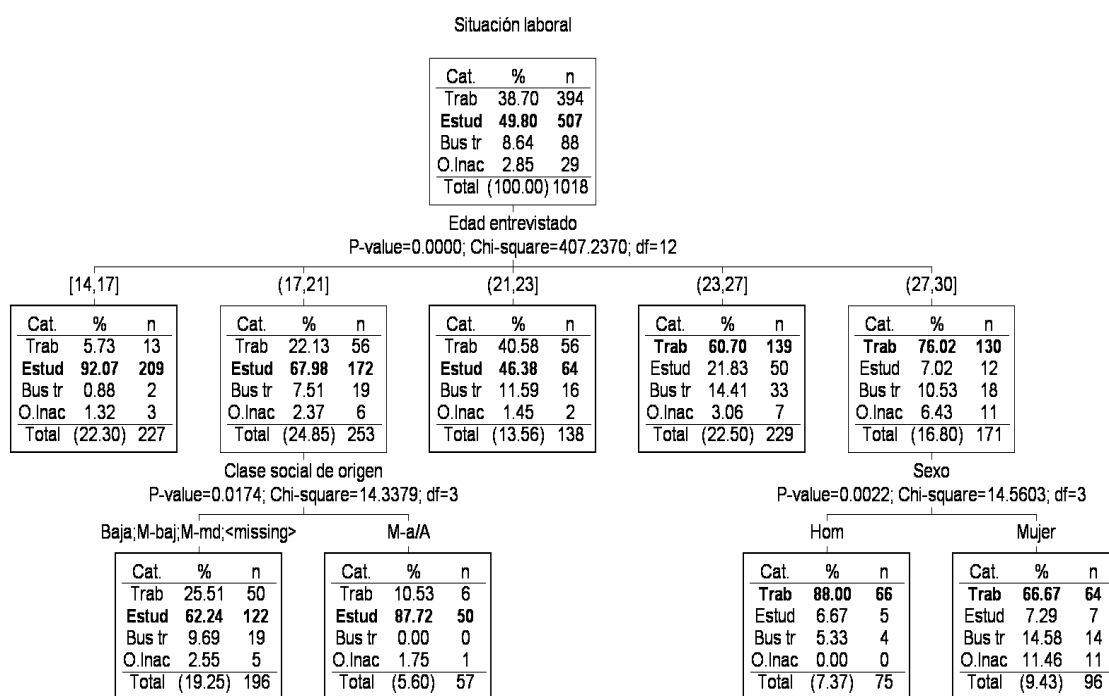 Situación laboral
Cat. % n
Trab 38.70 394
Estud 49.80 507
Bus tr 8.64 88
O.Inac 2.85 29
Total (100.00) 1018
Edad entrevistado
P-value=0.0000; Chi-square=407.2370; df=12
[14,17]
Cat. % n
Trab 5.73 13
Estud 92.07 209
Bus tr 0.88 2
O.Inac 1.32 3
Total (22.30) 227
(17,21]
Cat. % n
Trab 22.13 56
Estud 67.98 172
Bus tr 7.51 19
O.Inac 2.37 6
Total (24.85) 253
(21,23]
Cat. % n
Trab 40.58 56
Estud 46.38 64
Bus tr 11.59 16
O.Inac 1.45 2
Total (13.56) 138
(23,27]
Cat. % n
Trab 60.70 139
Estud 21.83 50
Bus tr 14.41 33
O.Inac 3.06 7
Total (22.50) 229
(27,30]
Cat. % n
Trab 76.02 130
Estud 7.02 12
Bus tr 10.53 18
O.Inac 6.43 11
Total (16.80) 171
Clase social de origen
P-value=0.0174; Chi-square=14.3379; df=3
Baja;M-baj;M-md;<missing>
Cat. % n
Trab 25.51 50
Estud 62.24 122
Bus tr 9.69 19
O.Inac 2.55 5
Total (19.25) 196
M-a/A
Cat. % n
Trab 10.53 6
Estud 87.72 50
Bus tr 0.00 0
O.Inac 1.75 1
Total (5.60) 57
Sexo
P-value=0.0022; Chi-square=14.5603; df=3
Hom
Cat. % n
Trab 88.00 66
Estud 6.67 5
Bus tr 5.33 4
O.Inac 0.00 0
Total (7.37) 75
Mujer
Cat. % n
Trab 66.67 64
Estud 7.29 7
Bus tr 14.58 14
O.Inac 11.46 11
Total (9.43) 96